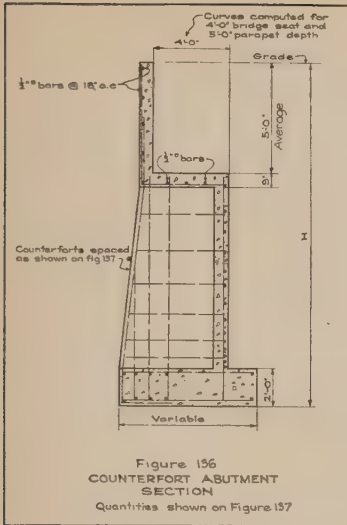 Curves computed for
4'-0" bridge seat and
5'-0" parapet depth
4'-0"
Grade
½"° bars @ 18" o.c
5'-0"
Average
½"° bars
9"
H
Counterforts spaced
as shown on fig 137
2'-0"
Variable
Figure 136
COUNTERFORT ABUTMENT
SECTION
Quantities shown on Figure 137